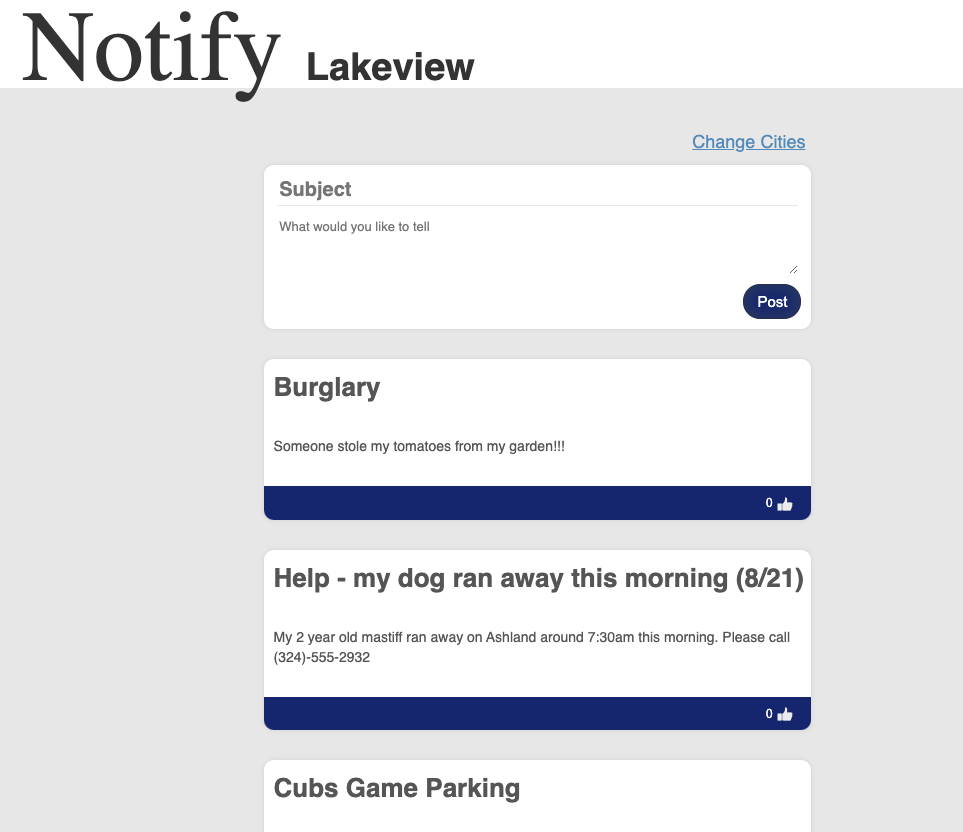 Notify Lakeview
Change Cities
Subject
What would you like to tell
Post
Burglary
Someone stole my tomatoes from my garden!!!
0
Help - my dog ran away this morning (8/21)
My 2 year old mastiff ran away on Ashland around 7:30am this morning. Please call
(324)-555-2932
0
Cubs Game Parking